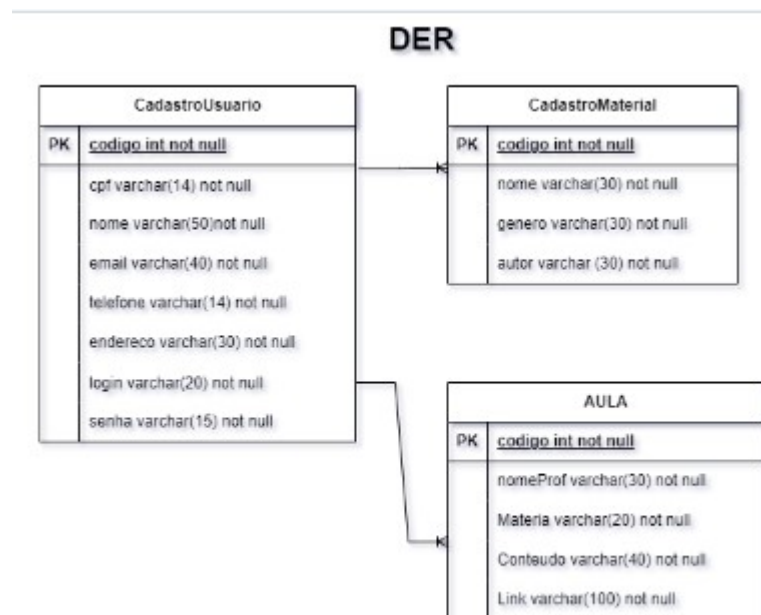 DER
CadastroUsuario
PK codigo int not null
cpf varchar(14) not null
nome varchar(50)not null
email varchar(40) not null
telefone varchar(14) not null
endereco varchar(30) not null
login varchar(20) not null
senha varchar(15) not null
CadastroMaterial
PK codigo int not null
nome varchar(30) not null
genero varchar(30) not null
autor varchar (30) not null
AULA
PK codigo int not null
nomeProf varchar(30) not null
Materia varchar(20) not null
Conteudo varchar(40) not null
Link varchar(100) not null